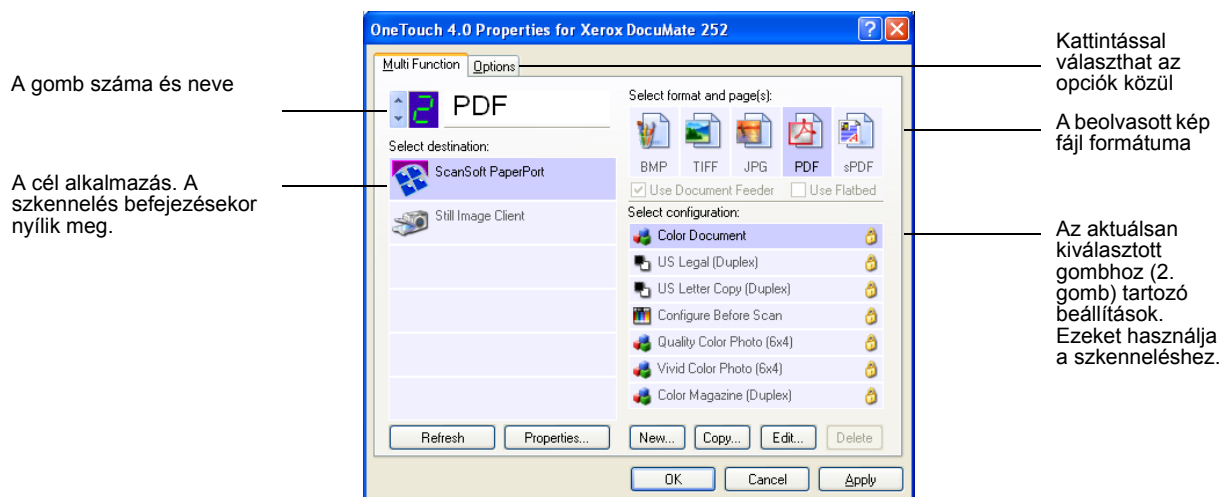 A gomb száma és neve
A cél alkalmazás. A
szkennelés befejezésekor
nyílik meg.
OneTouch 4.0 Properties for Xerox DocuMate 252
Multi Function
Options
2
PDF
Select destination:
ScanSoft PaperPort
Still Image Client
Refresh
Properties...
Select format and page(s):
BMP
TIFF
JPG
PDF
sPDF
Use Document Feeder
Use Flatbed
Select configuration:
Color Document
US Legal (Duplex)
US Letter Copy (Duplex)
Configure Before Scan
Quality Color Photo (6x4)
Vivid Color Photo (6x4)
Color Magazine (Duplex)
New...
Copy...
Edit...
Delete
OK
Cancel
Apply
Kattintással
választhat az
opciók közül
A beolvasott kép
fájl formátuma
Az aktuálsan
kiválasztott
gombhoz (2.
gomb) tartozó
beállítások.
Ezeket használja
a szkenneléshez.